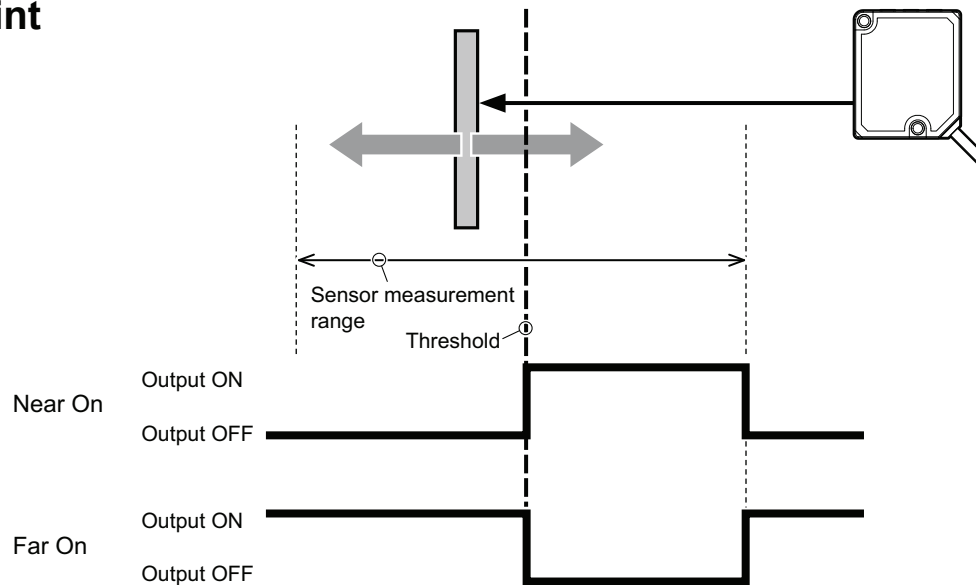 int
Sensor measurement
range
Threshold
Near On
Output ON
Output OFF
Far On
Output ON
Output OFF